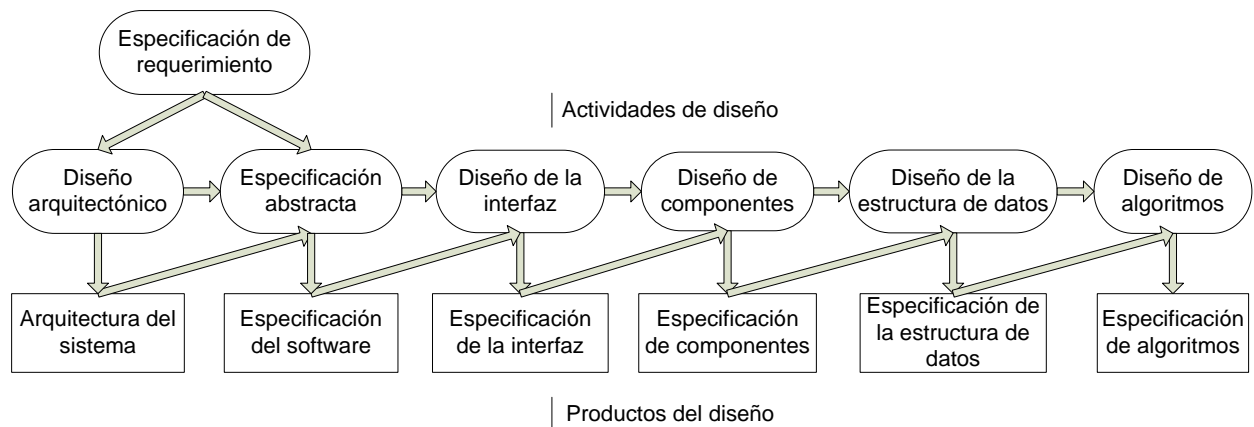 Especificación de
requerimiento
Actividades de diseño
Diseño
arquitectónico
Especificación
abstracta
Diseño de la
interfaz
Diseño de
componentes
Diseño de la
estructura de datos
Diseño de
algoritmos
Arquitectura del
sistema
Especificación
del software
Especificación
de la interfaz
Especificación
de componentes
Especificación de
la estructura de
datos
Especificación
de algoritmos
Productos del diseño